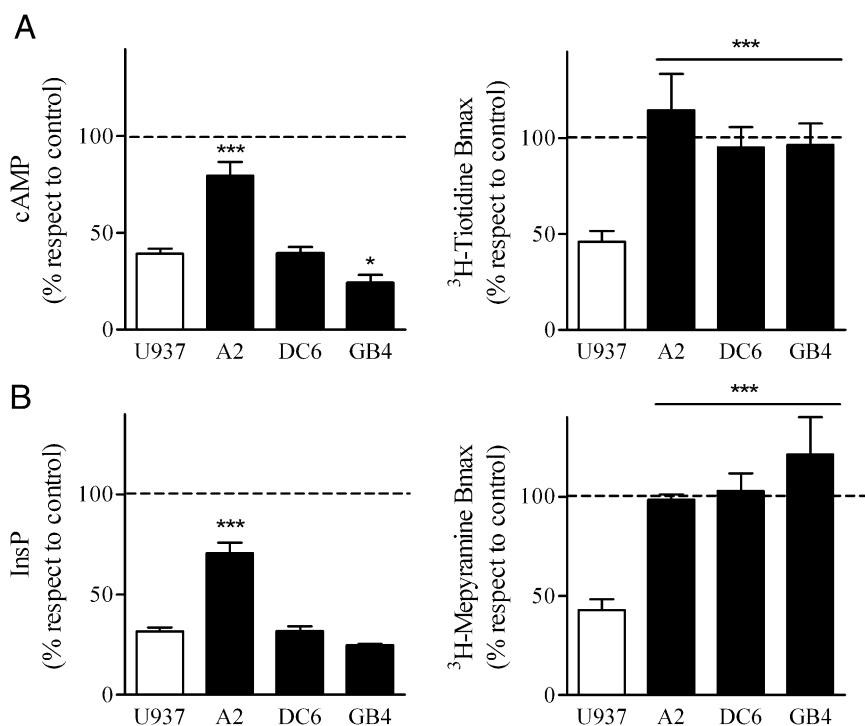 A
cAMP
(% respect to control)
100
50
0
***
*
U937 A2 DC6 GB4
³H-Tiotidine Bmax
(% respect to control)
100
50
0
***
U937 A2 DC6 GB4
B
InsP
(% respect to control)
100
50
0
***
U937 A2 DC6 GB4
³H-Mepyramine Bmax
(% respect to control)
100
50
0
***
U937 A2 DC6 GB4